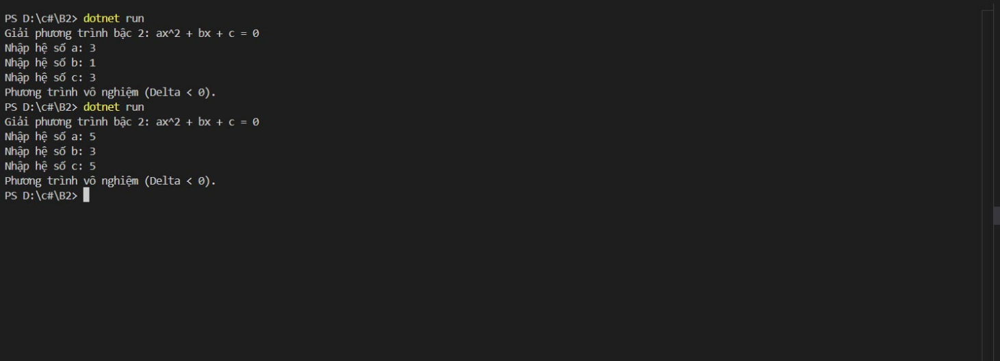 PS D:\c#\B2> dotnet run
Giải phương trình bậc 2: ax^2 + bx + c = 0
Nhập hệ số a: 3
Nhập hệ số b: 1
Nhập hệ số c: 3
Phương trình vô nghiệm (Delta < 0).
PS D:\c#\B2> dotnet run
Giải phương trình bậc 2: ax^2 + bx + c = 0
Nhập hệ số a: 5
Nhập hệ số b: 3
Nhập hệ số c: 5
Phương trình vô nghiệm (Delta < 0).
PS D:\c#\B2>